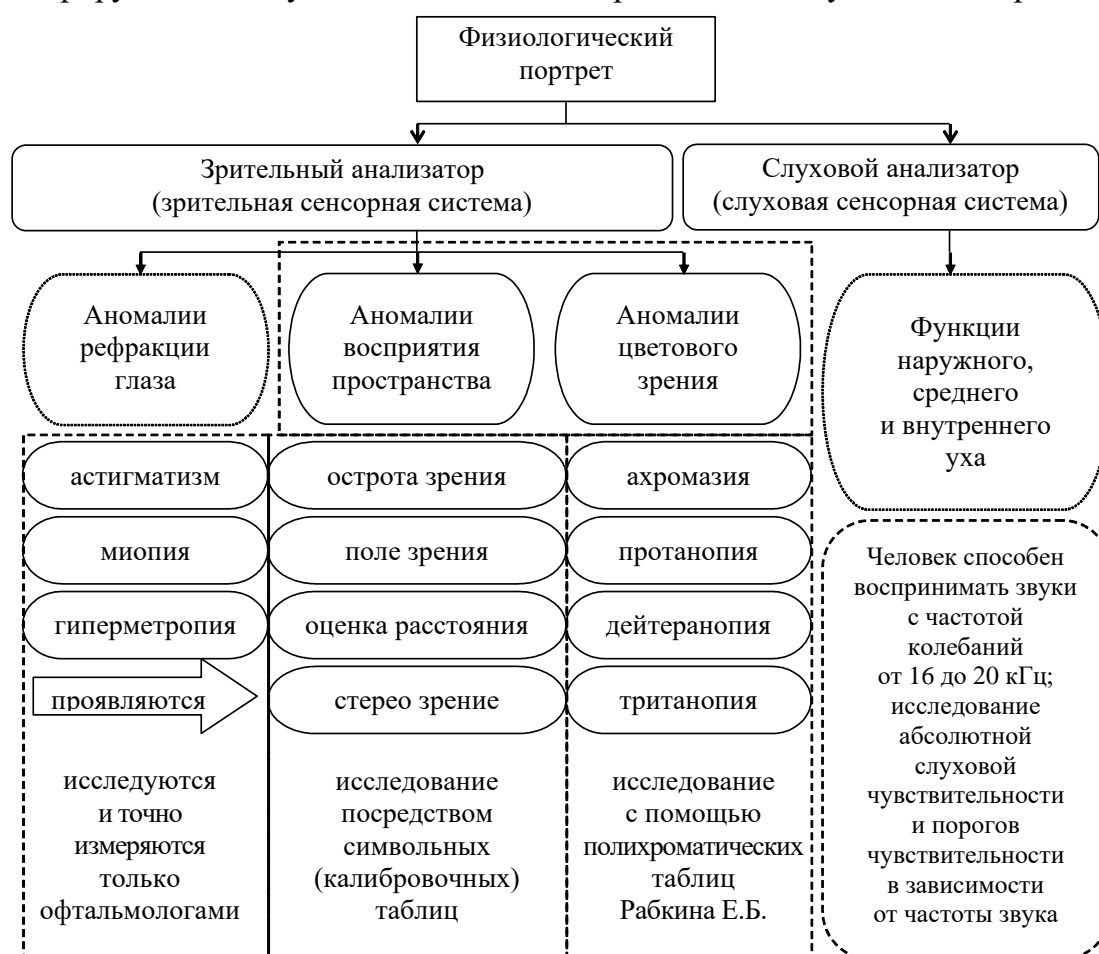 Физиологический
портрет
Зрительный анализатор
(зрительная сенсорная система)
Слуховой анализатор
(слуховая сенсорная система)
Аномалии
рефракции
глаза
Аномалии
восприятия
пространства
Аномалии
цветового
зрения
Функции
наружного,
среднего
и внутреннего
уха
астигматизм
миопия
гиперметропия
проявляются
исследуются
и точно
измеряются
только
офтальмологами
острота зрения
поле зрения
оценка расстояния
стерео зрение
исследование
посредством
символьных
(калибровочных)
таблиц
ахромазия
протанопия
дейтеранопия
тританопия
исследование
с помощью
полихроматических
таблиц
Рабкина Е.Б.
Человек способен
воспринимать звуки
с частотой
колебаний
от 16 до 20 кГц;
исследование
абсолютной
слуховой
чувствительности
и порогов
чувствительности
в зависимости
от частоты звука